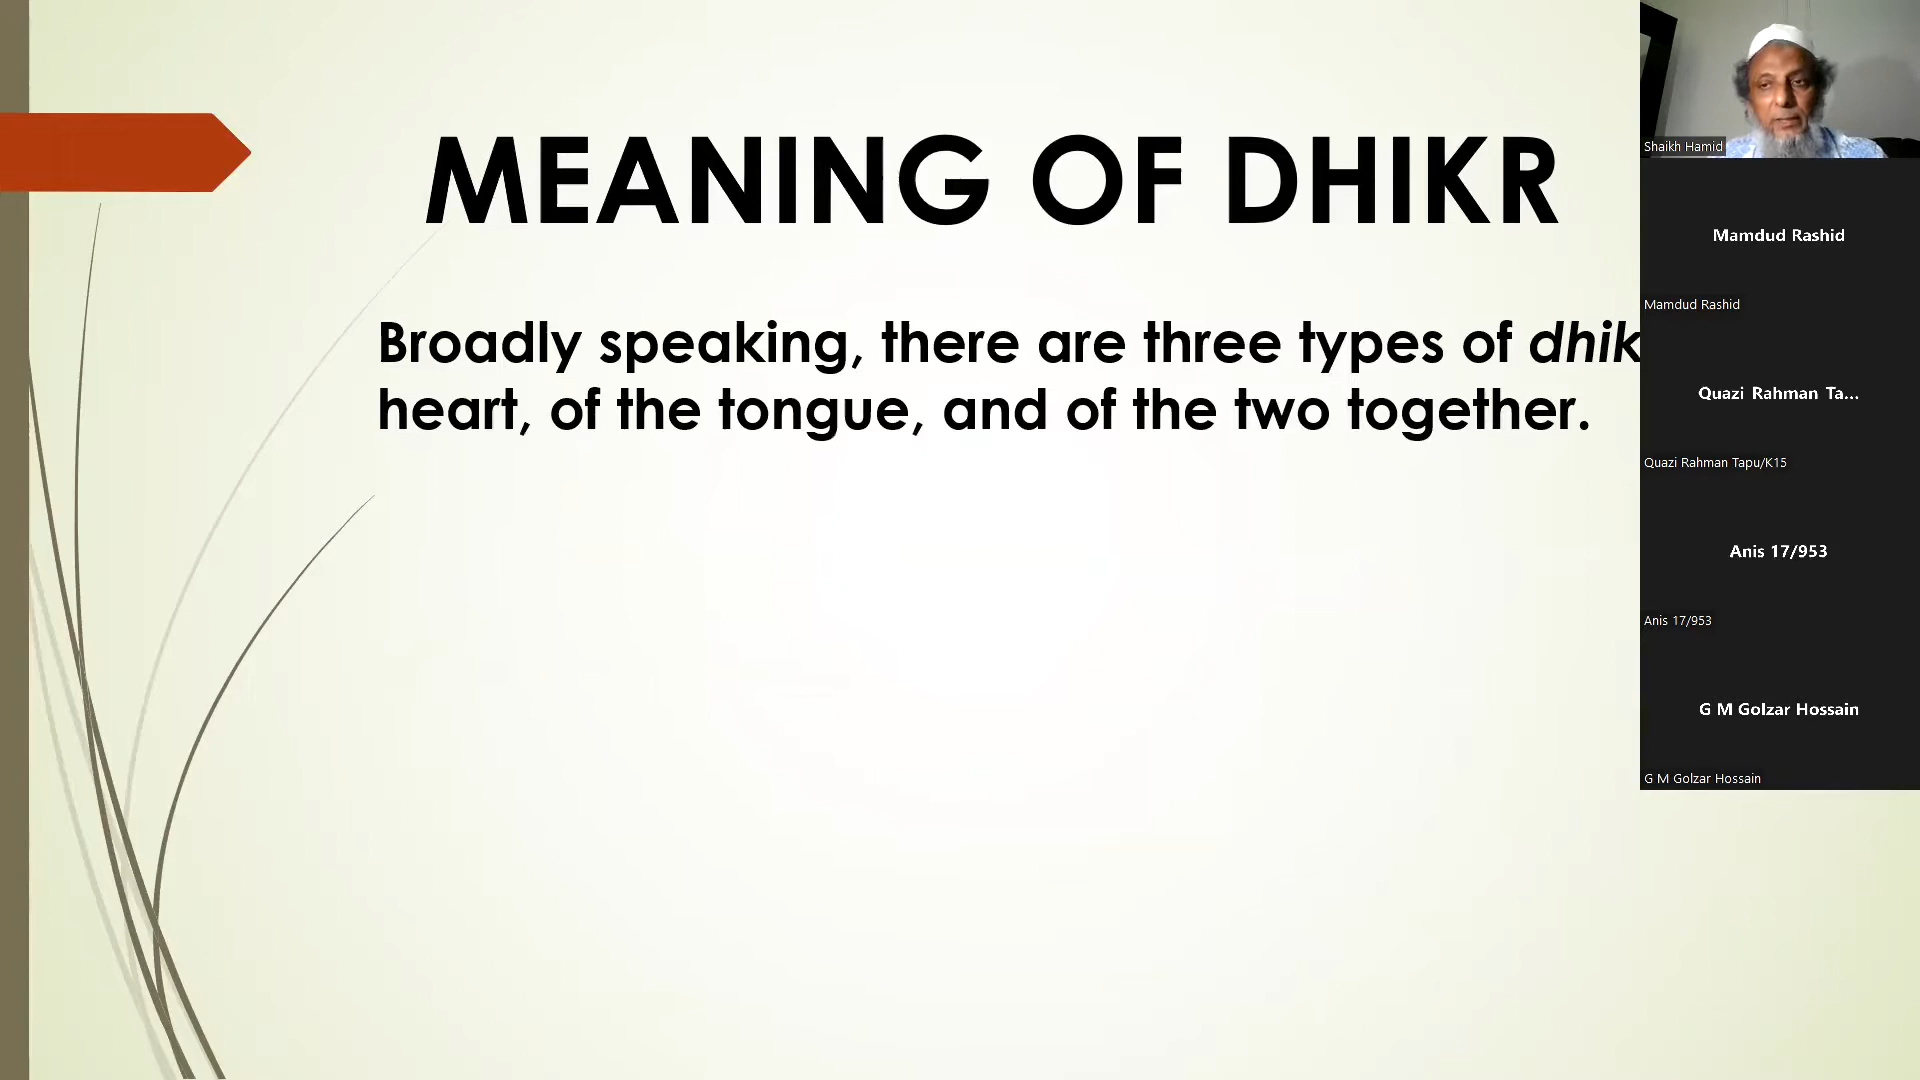 MEANING OF DHIKR
Broadly speaking, there are three types of dhik
heart, of the tongue, and of the two together.
Shaikh Hamid
Mamdud Rashid
Mamdud Rashid
Quazi Rahman Ta...
Quazi Rahman Tapu/K15
Anis 17/953
Anis 17/953
G M Golzar Hossain
G M Golzar Hossain